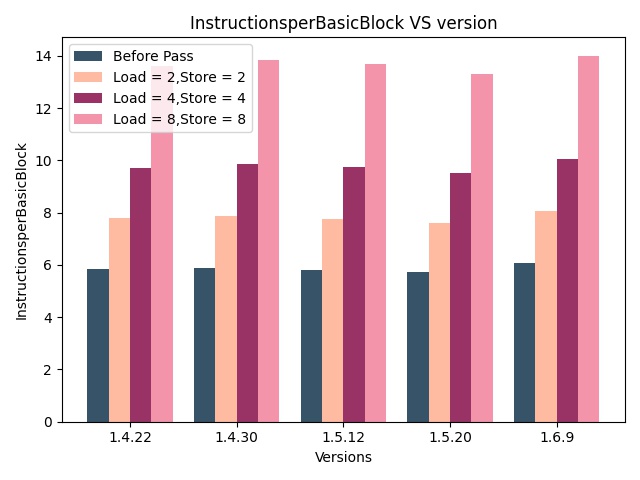 InstructionsperBasicBlock VS version
Before Pass
Load = 2,Store = 2
Load = 4,Store = 4
Load = 8,Store = 8
InstructionsperBasicBlock
14
12
10
8
6
4
2
0
1.4.22 1.4.30 1.5.12 1.5.20 1.6.9
Versions